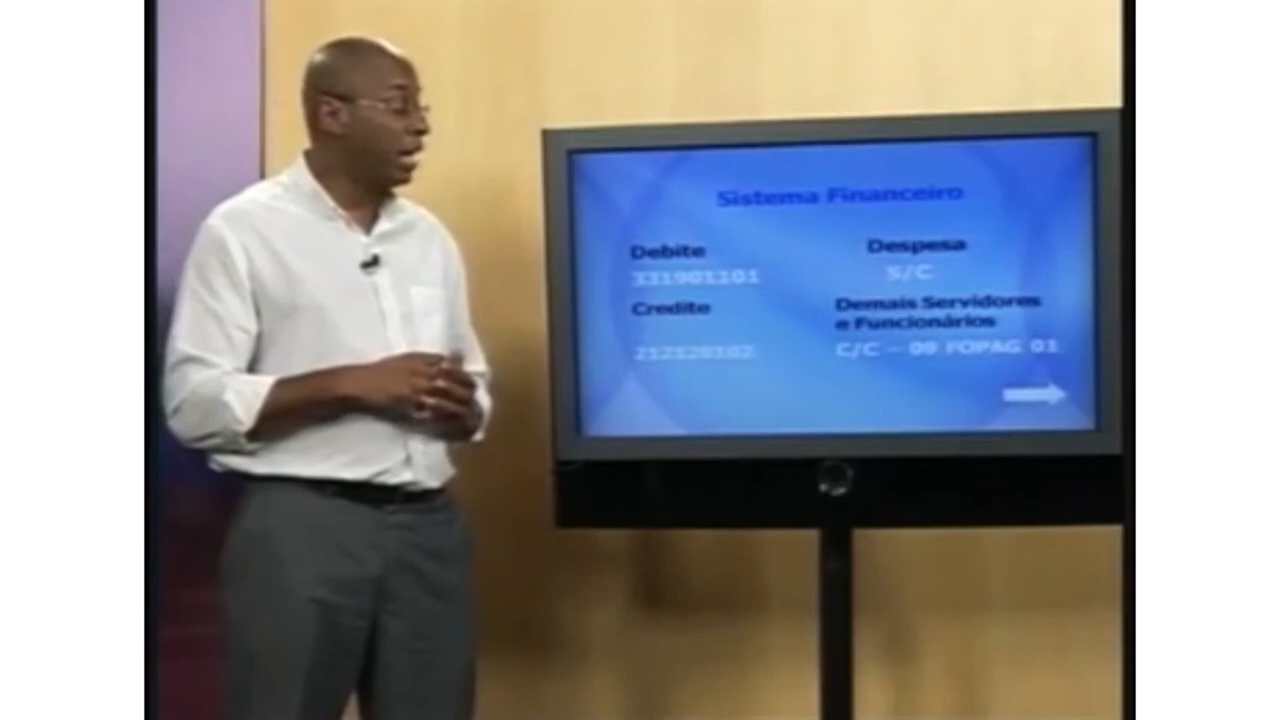 Sistema Financeiro
Debite Despesa
331901101 S/C
Credite Demais Servidores
e Funcionários
212120102 C/C - 09 FOPAG 01